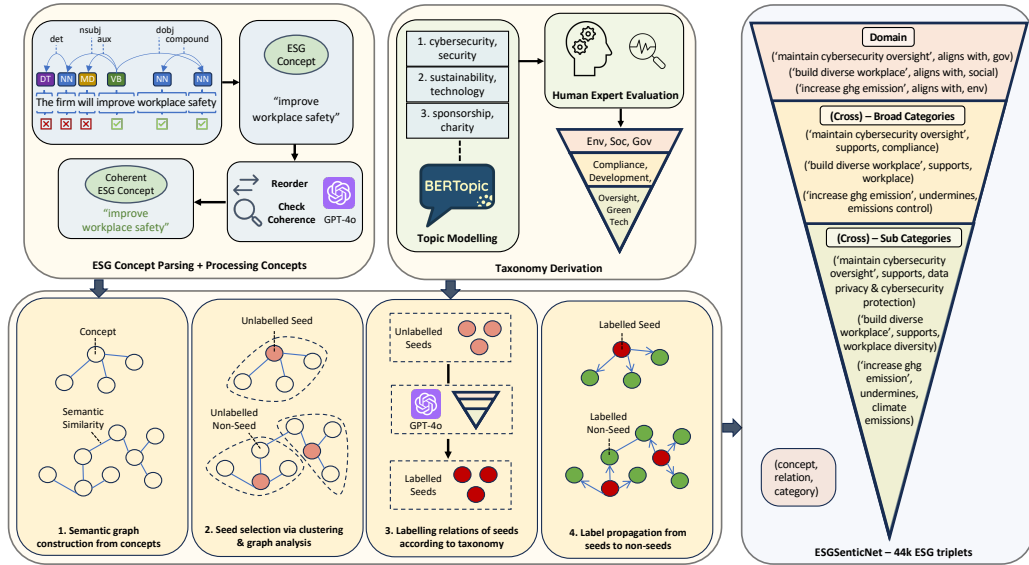 det
nsubj
aux
dobj
compound
DT
NN
MD
VB
NN
NN
The firm will improve workplace safety
ESG
Concept
“improve
workplace safety”
Coherent
ESG Concept
“improve
workplace safety”
Reorder
Check
Coherence
GPT-4o
ESG Concept Parsing + Processing Concepts
1. cybersecurity,
security
2. sustainability,
technology
3. sponsorship,
charity
BERTopic
Topic Modelling
Human Expert Evaluation
Env, Soc, Gov
Compliance,
Development,
Oversight,
Green
Tech
Taxonomy Derivation
Concept
Semantic
Similarity
1. Semantic graph
construction from concepts
Unlabelled Seed
Unlabelled
Non-Seed
2. Seed selection via clustering
& graph analysis
Unlabelled
Seeds
GPT-4o
Labelled
Seeds
3. Labelling relations of seeds
according to taxonomy
Labelled Seed
Labelled
Non-Seed
4. Label propagation from
seeds to non-seeds
Domain
(‘maintain cybersecurity oversight’, aligns with, gov)
(‘build diverse workplace’, aligns with, social)
(‘increase ghg emission’, aligns with, env)
(Cross) – Broad Categories
(‘maintain cybersecurity oversight’,
supports, compliance)
(‘build diverse workplace’, supports,
workplace)
(‘increase ghg emission’, undermines,
emissions control)
(Cross) – Sub Categories
(‘maintain cybersecurity
oversight’, supports, data
privacy & cybersecurity
protection)
(‘build diverse
workplace’, supports,
workplace diversity)
(‘increase ghg
emission’,
undermines,
climate
emissions)
(concept,
relation,
category)
ESGSenticNet – 44k ESG triplets